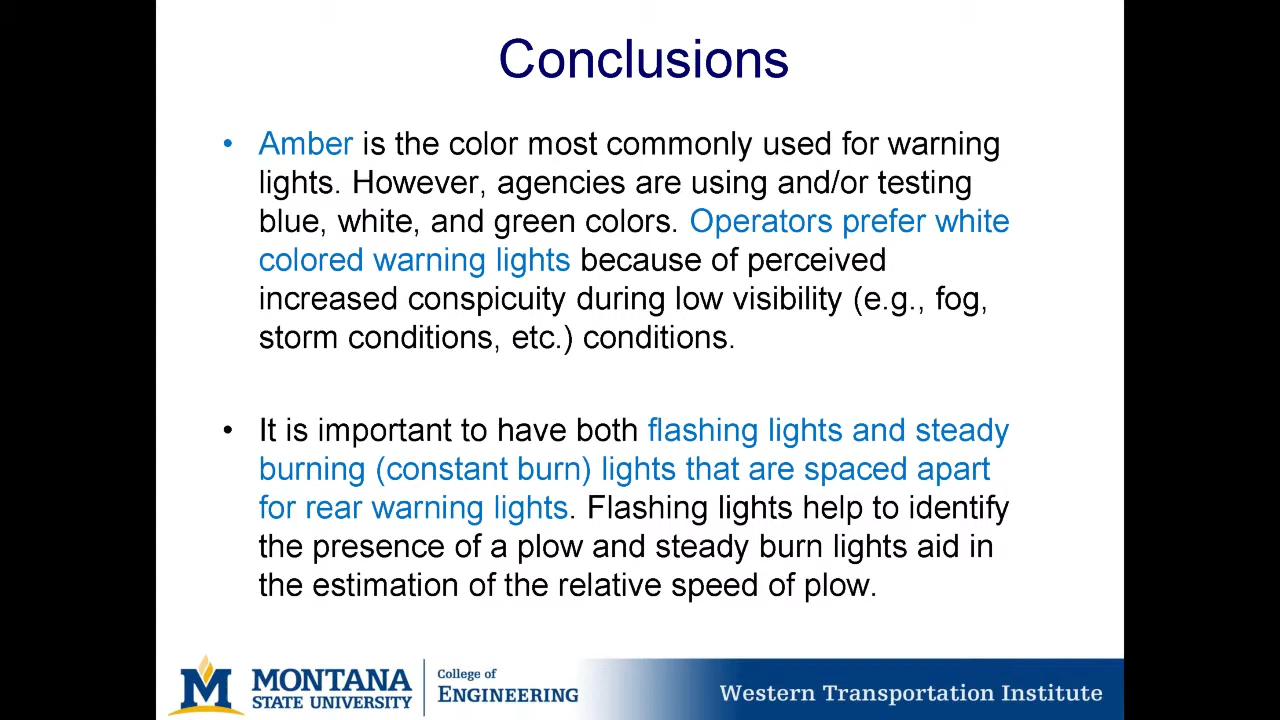 Conclusions
• Amber is the color most commonly used for warning
lights. However, agencies are using and/or testing
blue, white, and green colors. Operators prefer white
colored warning lights because of perceived
increased conspicuity during low visibility (e.g., fog,
storm conditions, etc.) conditions.
• It is important to have both flashing lights and steady
burning (constant burn) lights that are spaced apart
for rear warning lights. Flashing lights help to identify
the presence of a plow and steady burn lights aid in
the estimation of the relative speed of plow.
M
MONTANA
STATE UNIVERSITY
College of
ENGINEERING
Western Transportation Institute